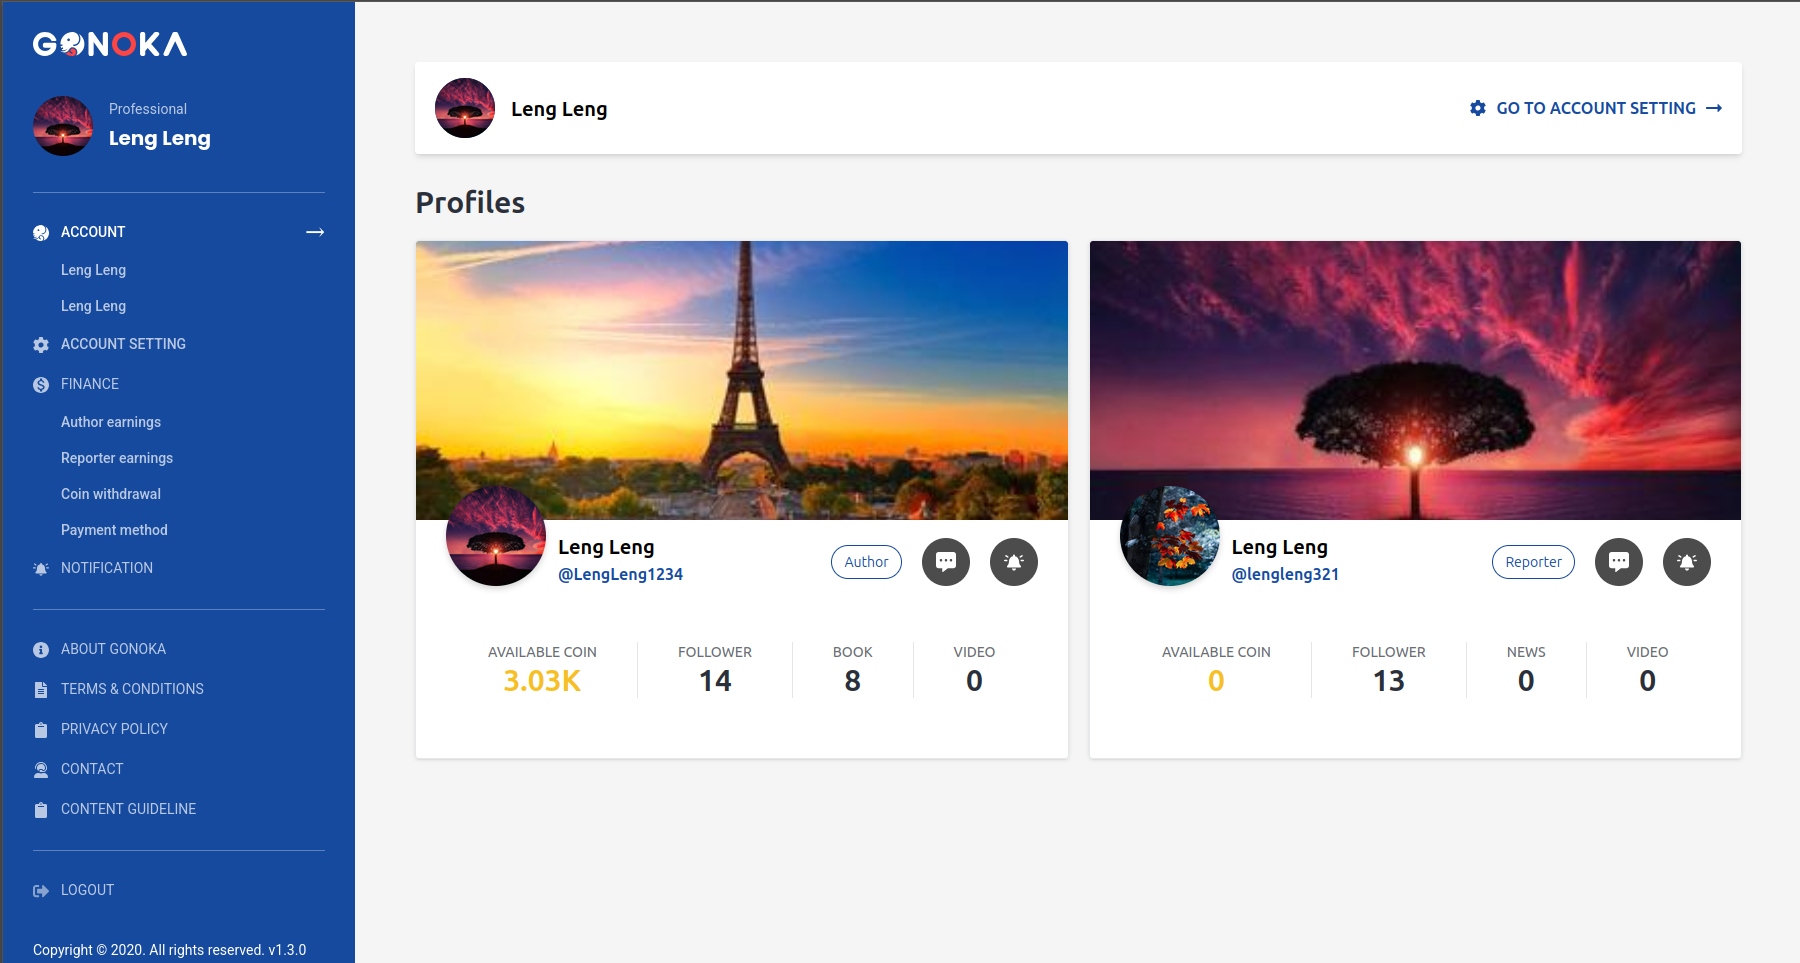 GONOKA
Professional
Leng Leng
ACCOUNT
Leng Leng
Leng Leng
ACCOUNT SETTING
FINANCE
Author earnings
Reporter earnings
Coin withdrawal
Payment method
NOTIFICATION
ABOUT GONOKA
TERMS & CONDITIONS
PRIVACY POLICY
CONTACT
CONTENT GUIDELINE
LOGOUT
Copyright © 2020. All rights reserved. v1.3.0
Leng Leng
GO TO ACCOUNT SETTING
Profiles
Leng Leng
@LengLeng1234
Author
AVAILABLE COIN
3.03K
FOLLOWER
14
BOOK
8
VIDEO
0
Leng Leng
@lengleng321
Reporter
AVAILABLE COIN
0
FOLLOWER
13
NEWS
0
VIDEO
0